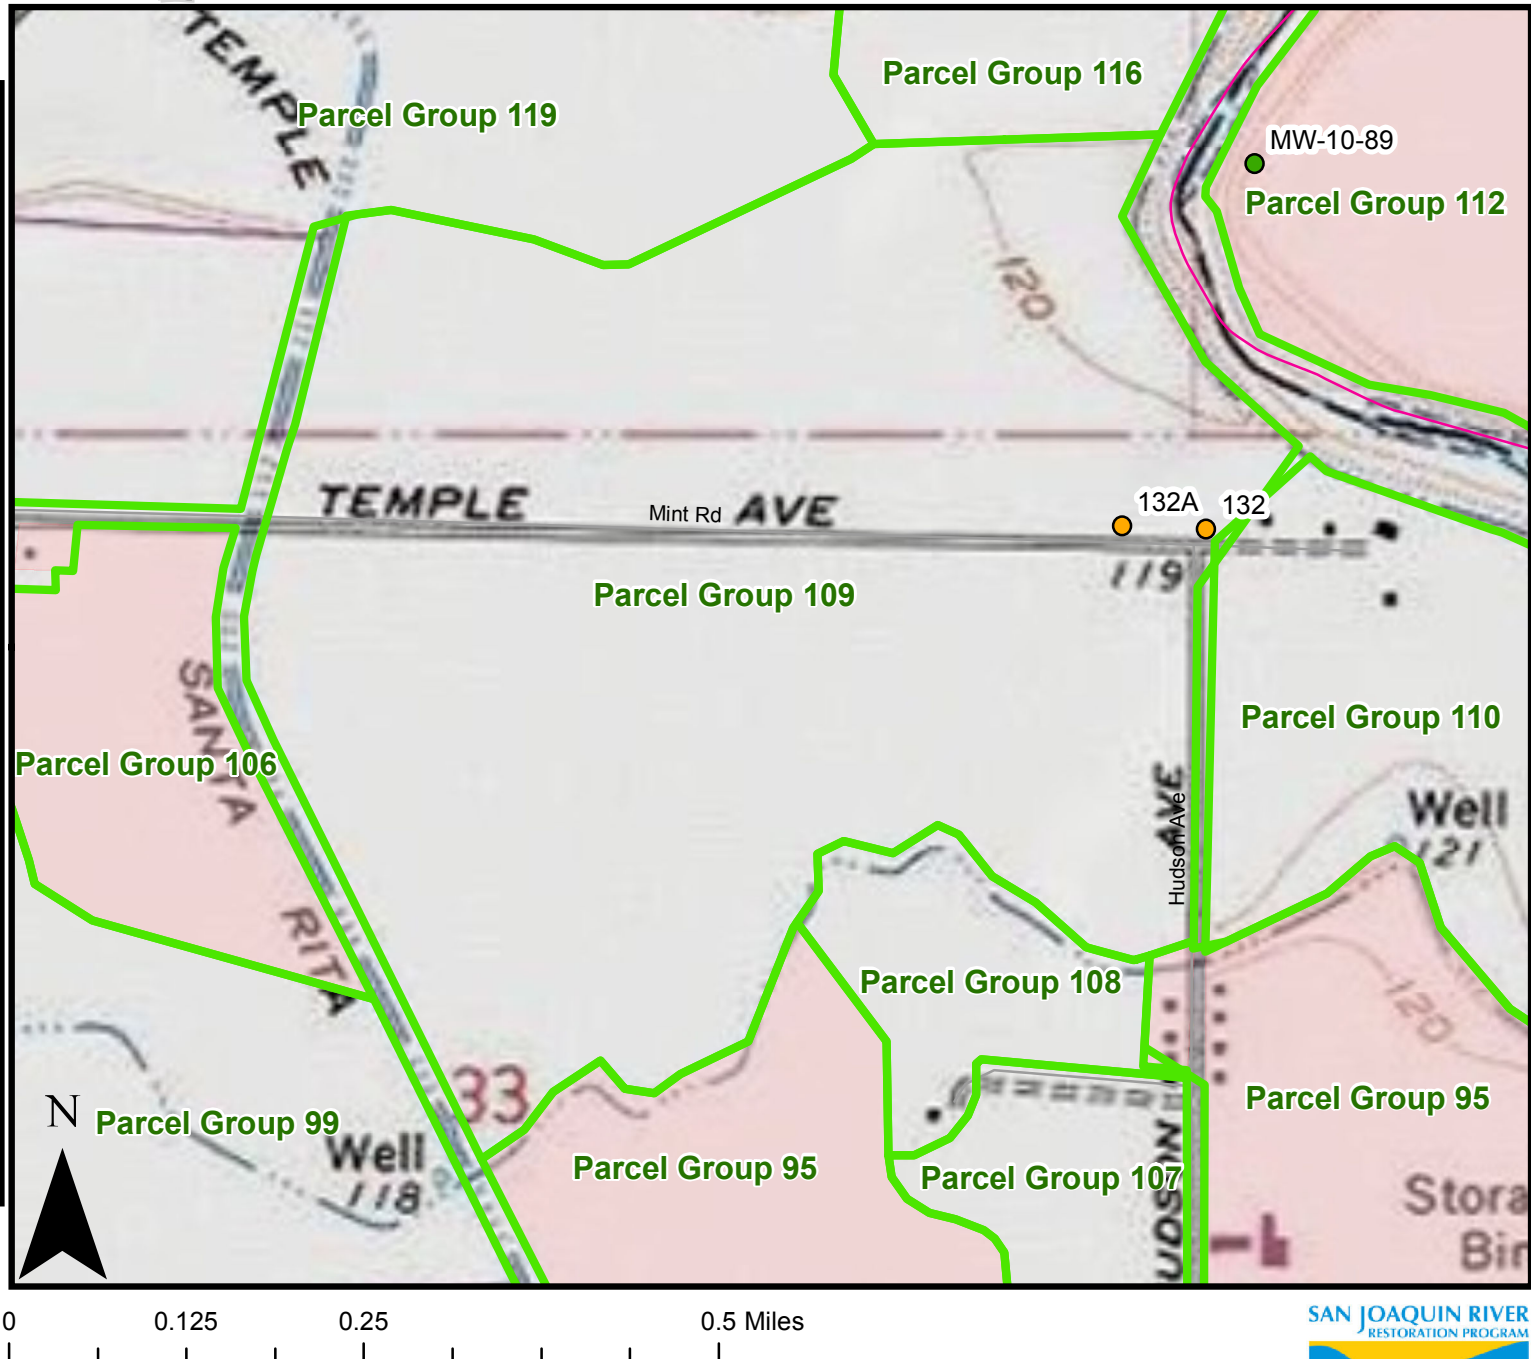 TEMPLE
Parcel Group 116
Parcel Group 119
MW-10-89
Parcel Group 112
120
TEMPLE AVE
Mint Rd
132A
132
119
Parcel Group 109
SANTA
Parcel Group 110
Parcel Group 106
AVE
Hudson Ave
Well
121
RITA
Parcel Group 108
120
33
N
Parcel Group 99
Parcel Group 95
Well
118
Parcel Group 95
Parcel Group 107
UDSON
Stora
Bin
0
0.125
0.25
0.5 Miles
SAN JOAQUIN RIVER
RESTORATION PROGRAM